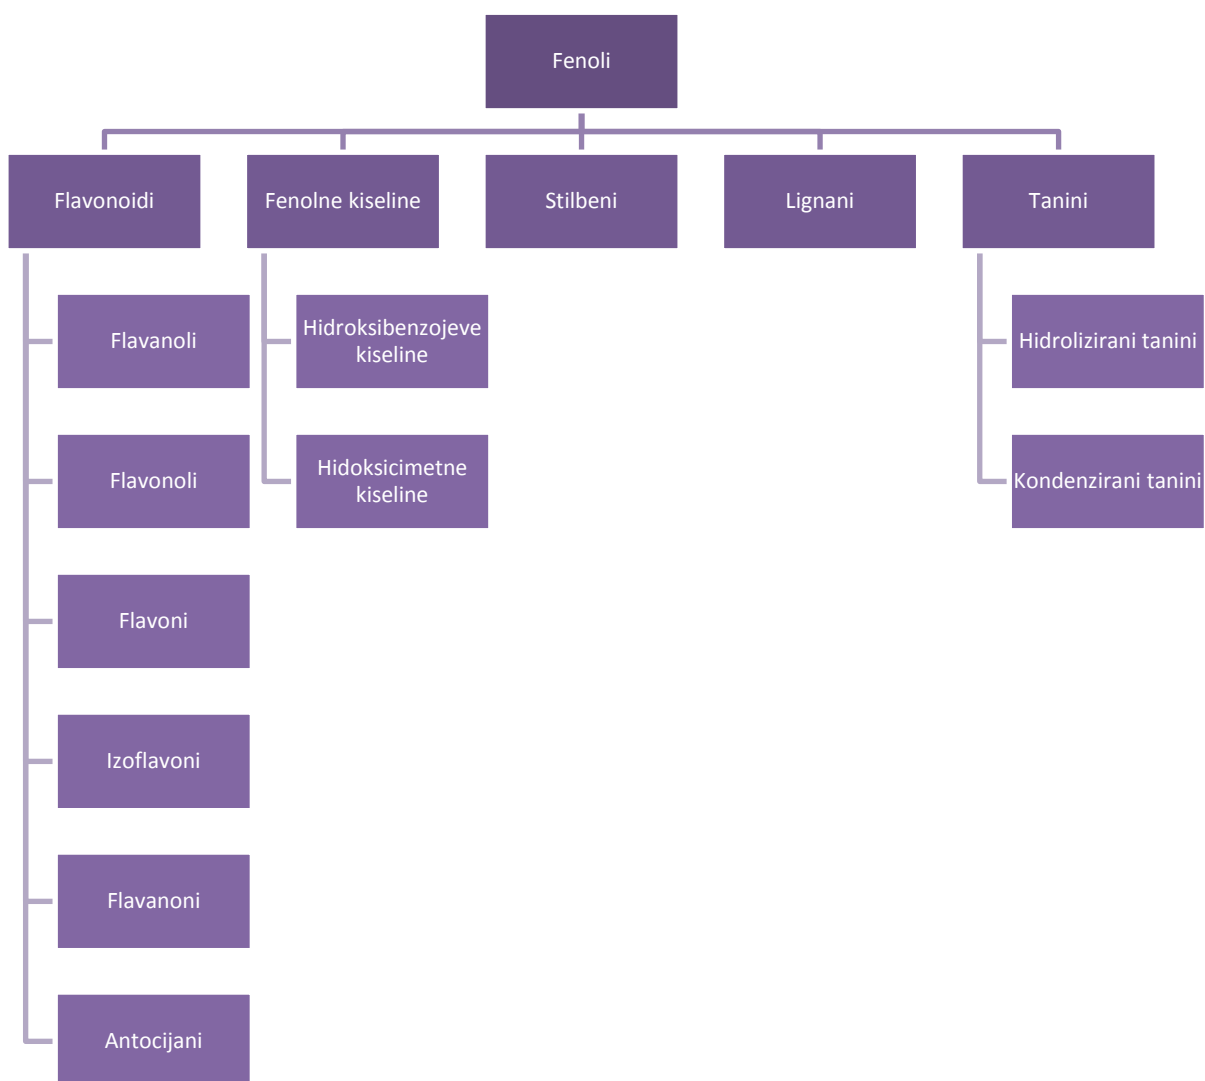 Fenoli
Flavonoidi
Fenolne kiseline
Stilbeni
Lignani
Tanini
Flavanoli
Hidroksibenzojeve
kiseline
Hidrolizirani tanini
Flavonoli
Hidoksicimetne
kiseline
Kondenzirani tanini
Flavoni
Izoflavoni
Flavanoni
Antocijani